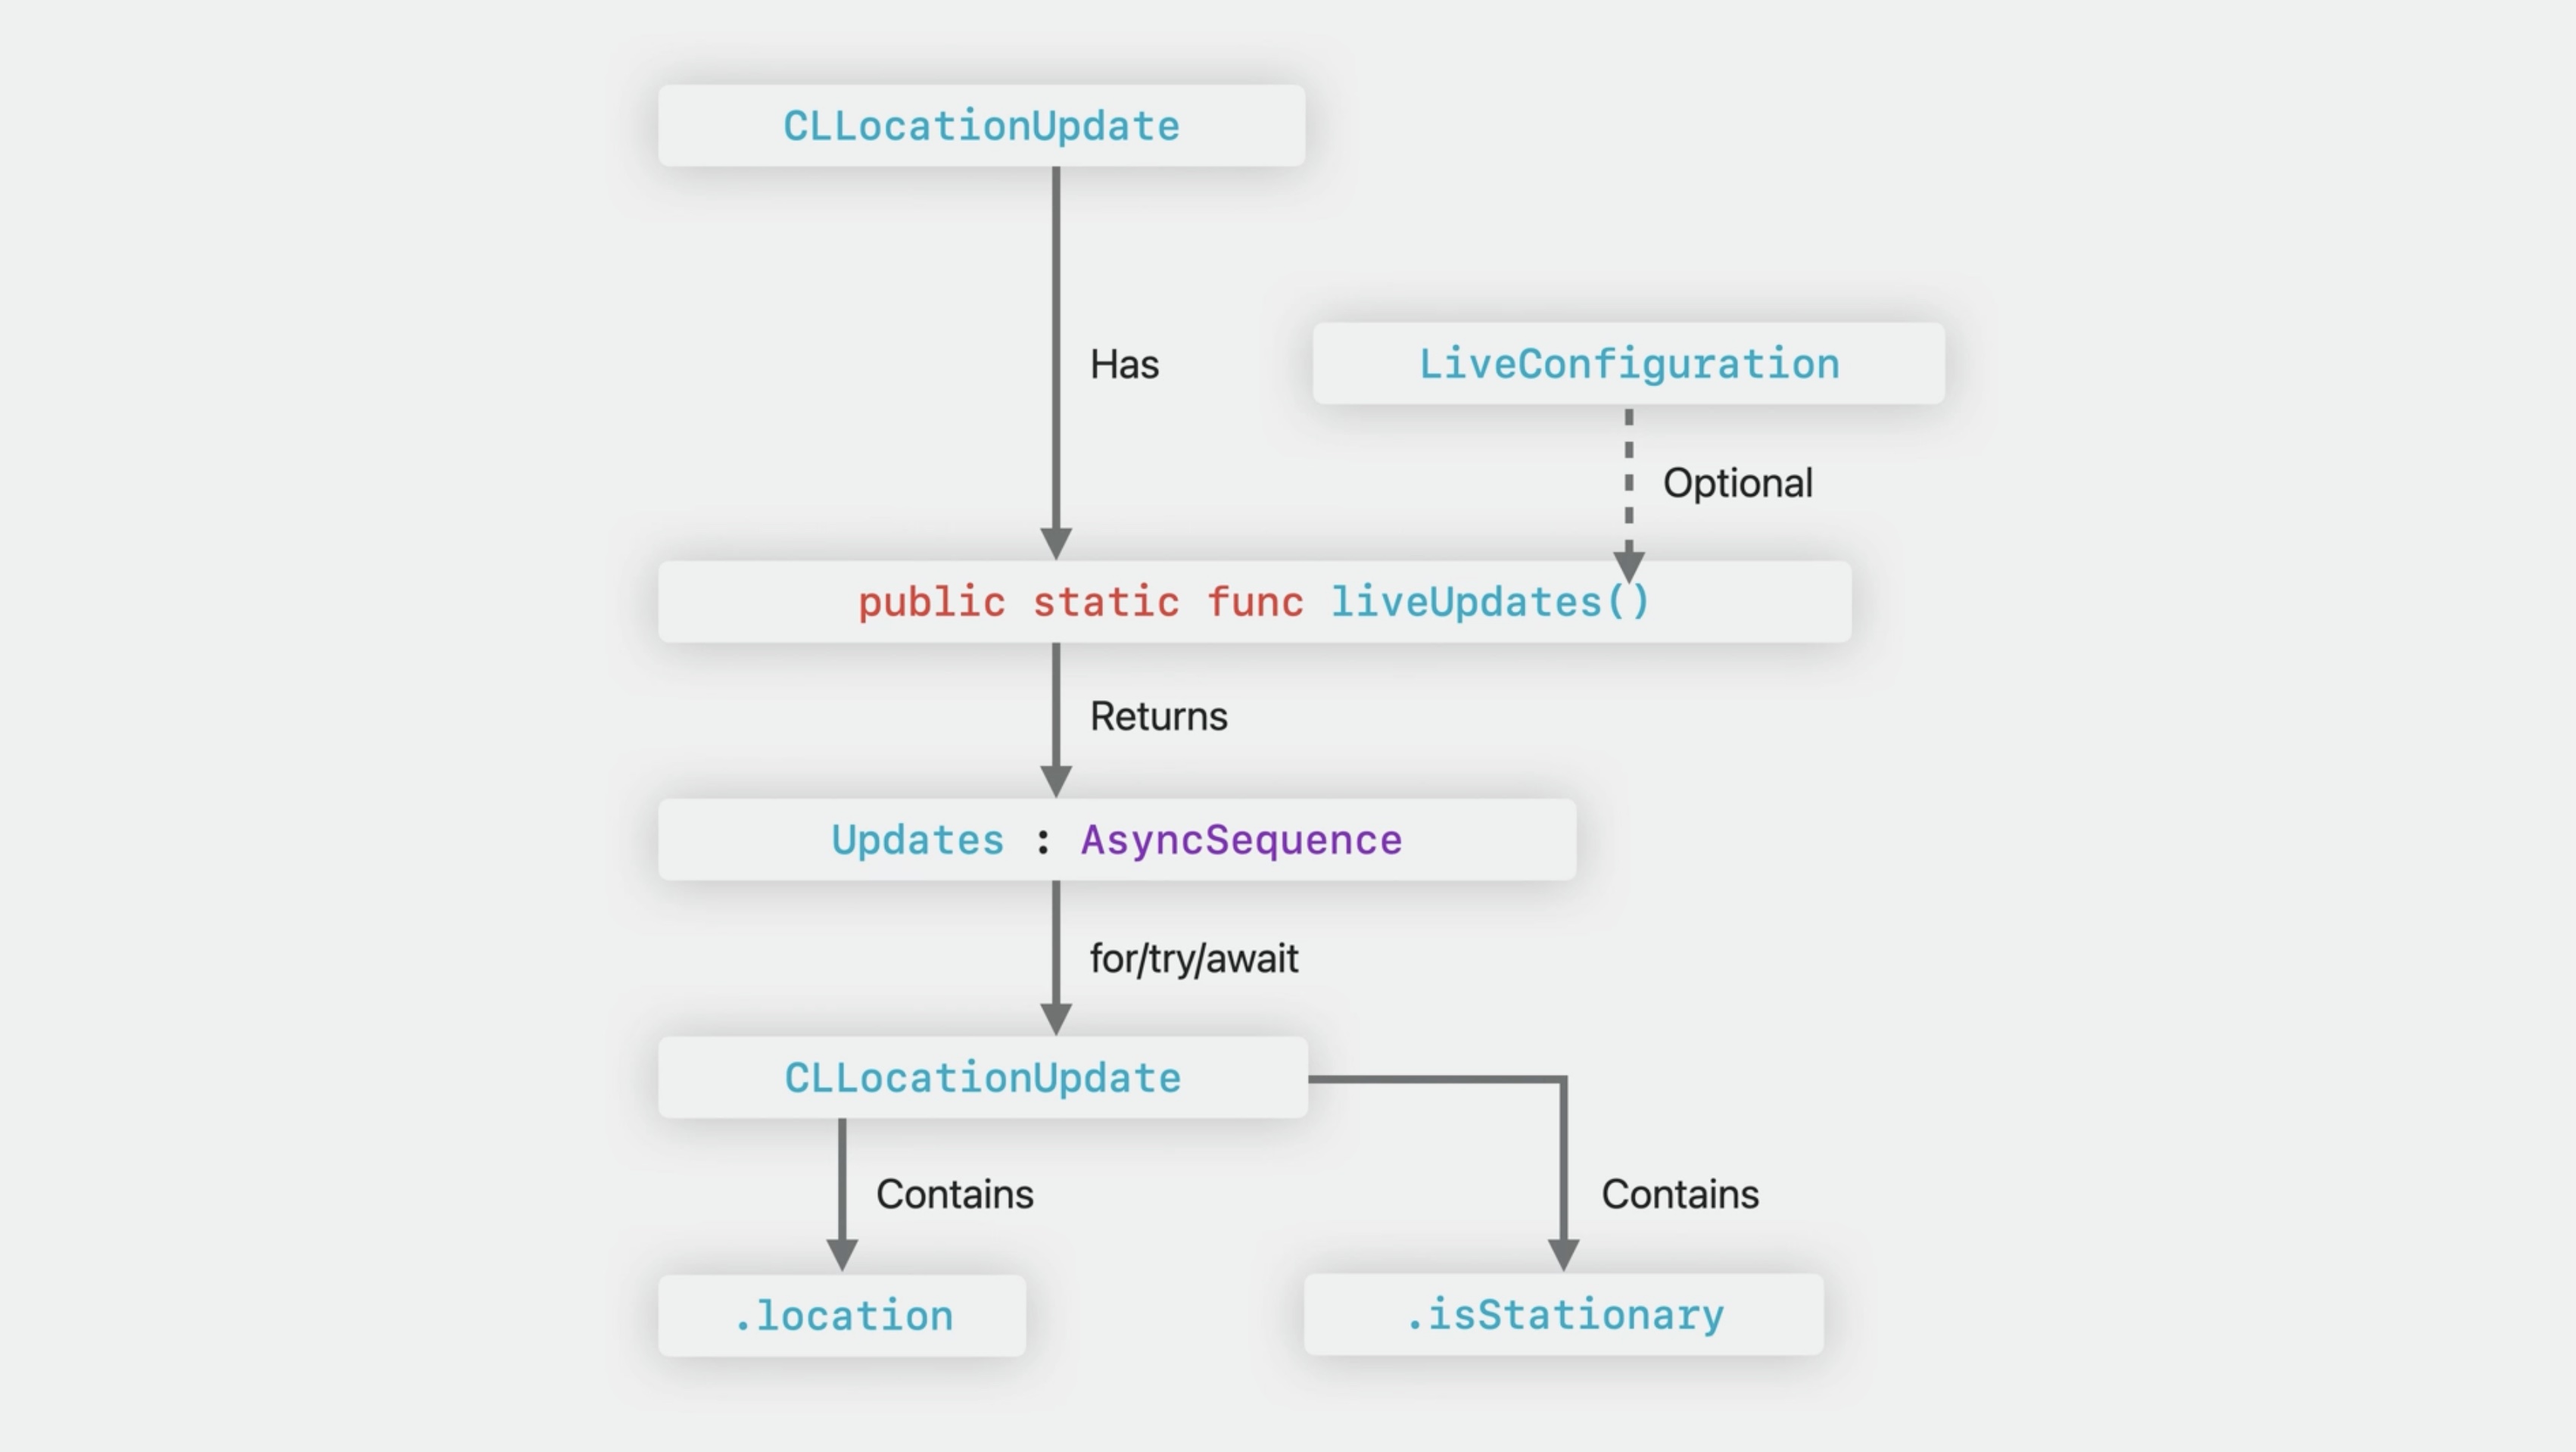 CLLocationUpdate
Has
LiveConfiguration
Optional
public static func liveUpdates()
Returns
Updates : AsyncSequence
for/try/await
CLLocationUpdate
Contains
Contains
.location
.isStationary